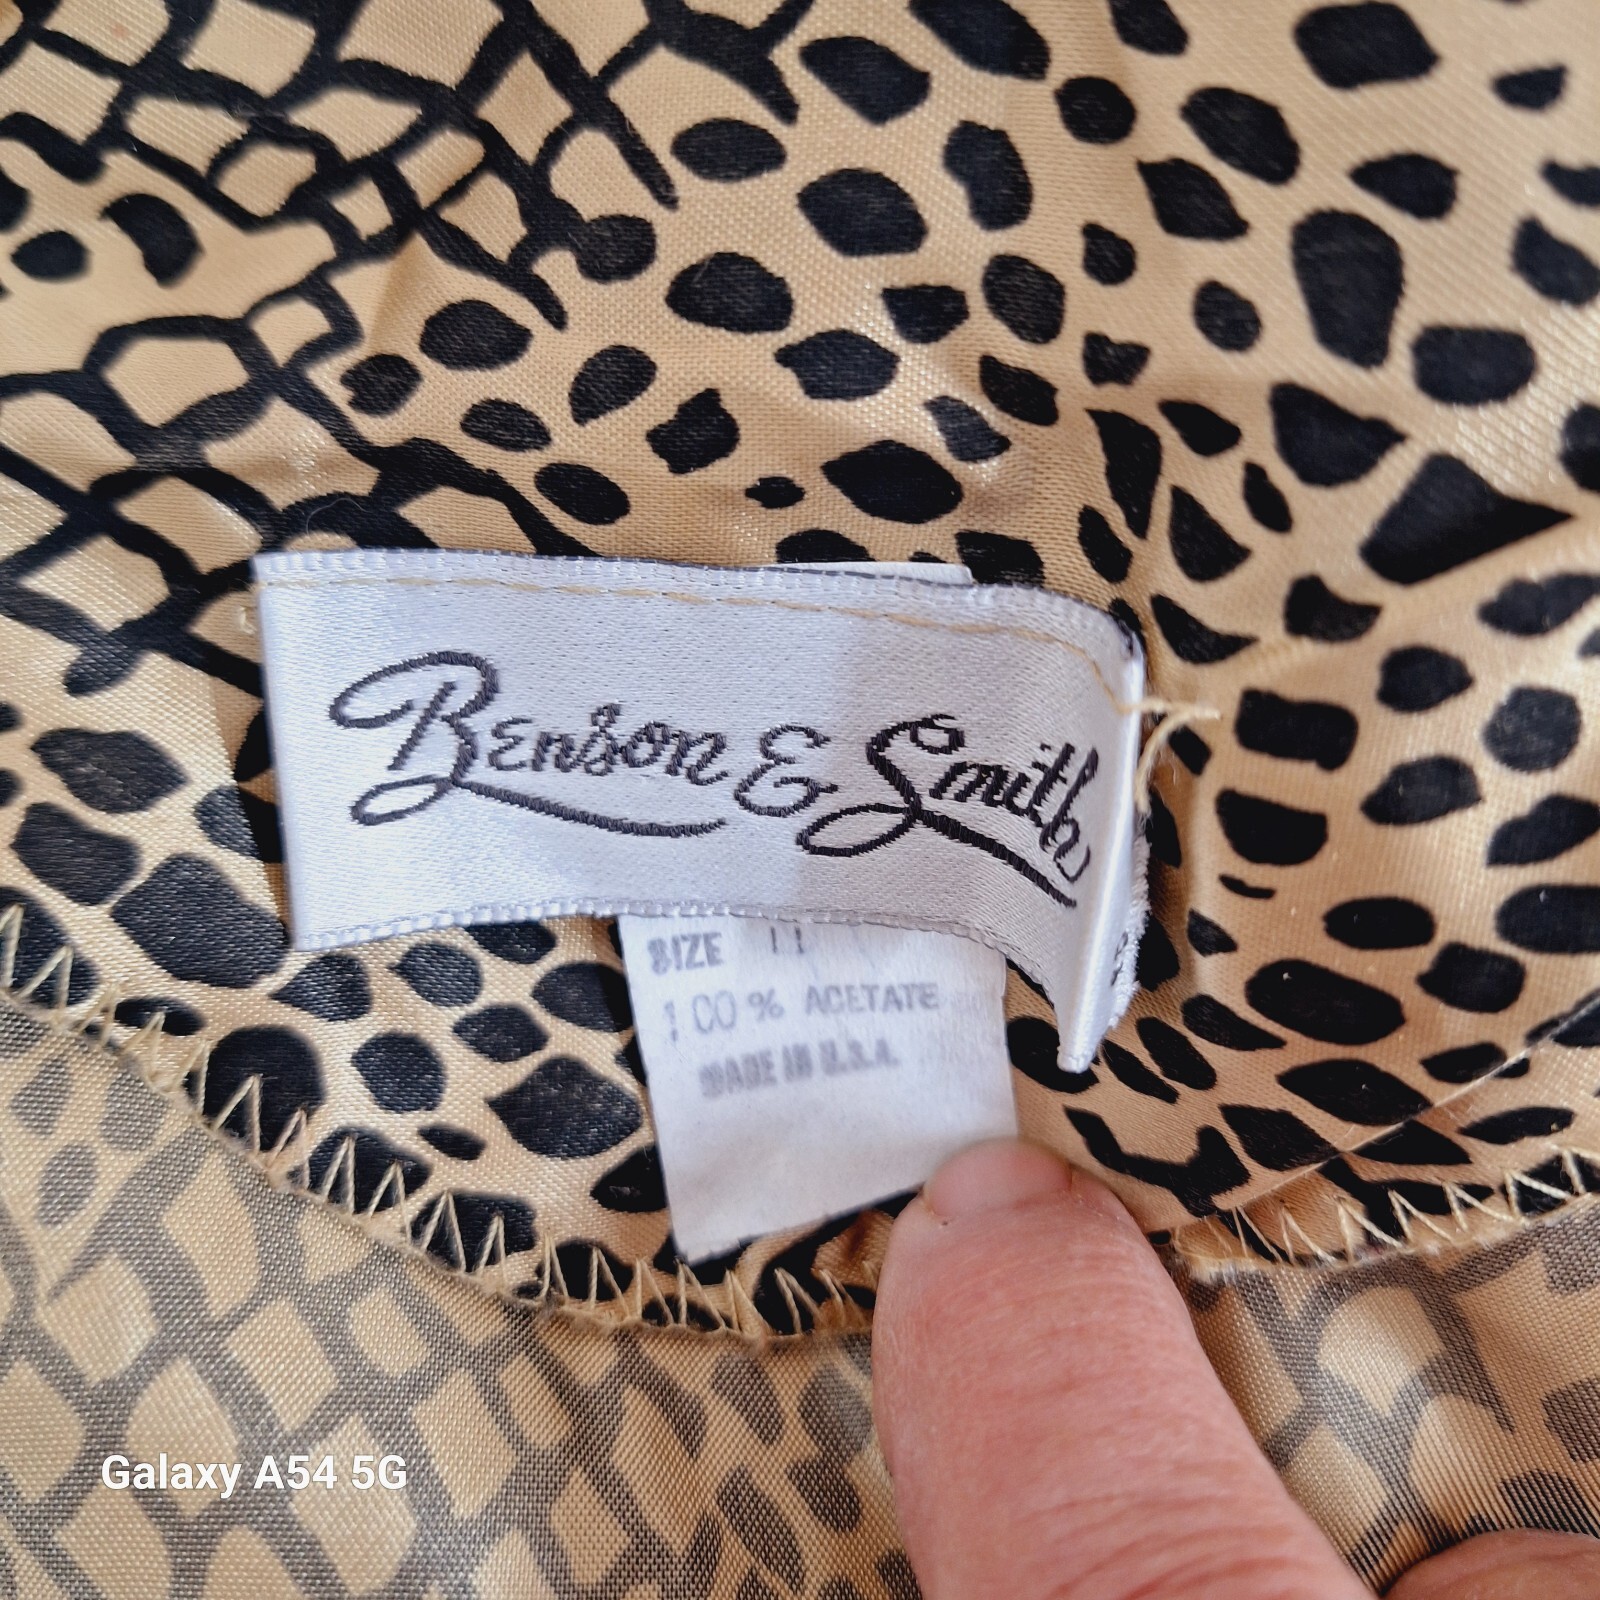 Benson & Smith
SIZE 11
100% ACETATE
MADE IN U.S.A.
Galaxy A54 5G